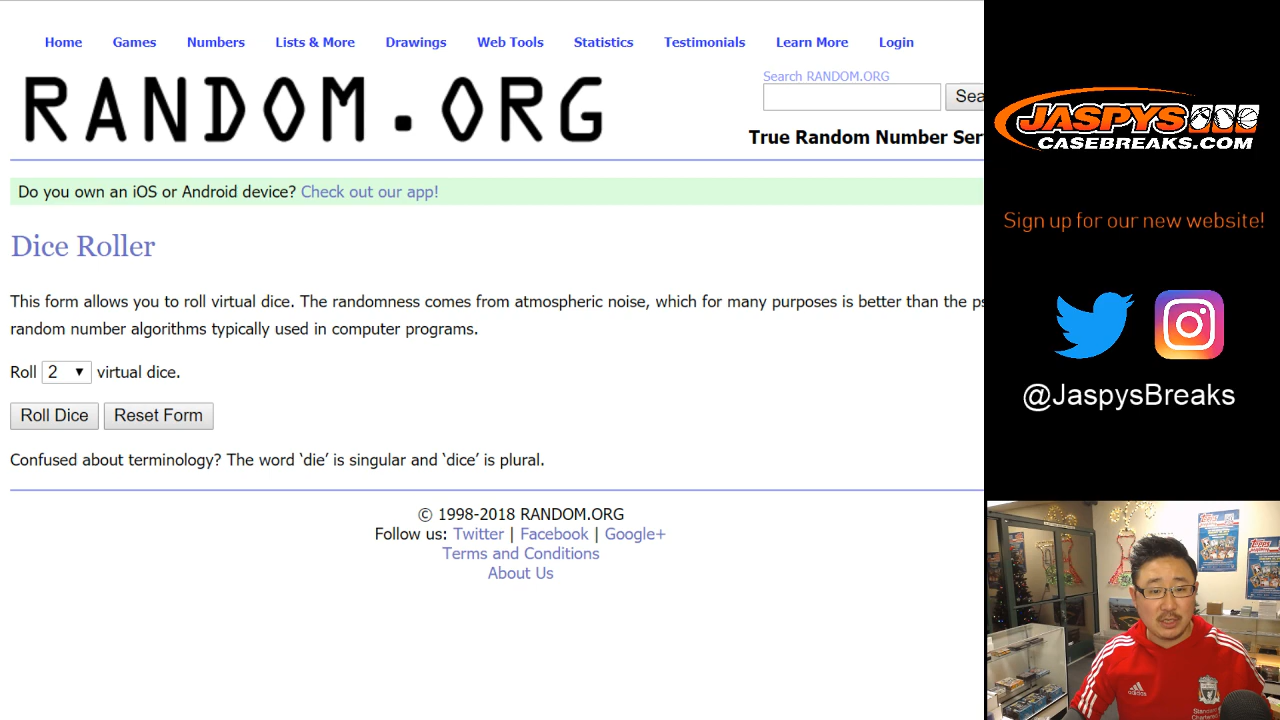 Home Games Numbers Lists & More Drawings Web Tools Statistics Testimonials Learn More Login
RANDOM.ORG
Search RANDOM.ORG
Sea
True Random Number Ser
Do you own an iOS or Android device? Check out our app!
Dice Roller
This form allows you to roll virtual dice. The randomness comes from atmospheric noise, which for many purposes is better than the ps
random number algorithms typically used in computer programs.
Roll 2 ▼ virtual dice.
Roll Dice Reset Form
Confused about terminology? The word ‘die’ is singular and ‘dice’ is plural.
© 1998-2018 RANDOM.ORG
Follow us: Twitter | Facebook | Google+
Terms and Conditions
About Us
JASPYS
CASEBREAKS.COM
Sign up for our new website!
@JaspysBreaks
Topps
Topps
adidas
Standard
Chartered